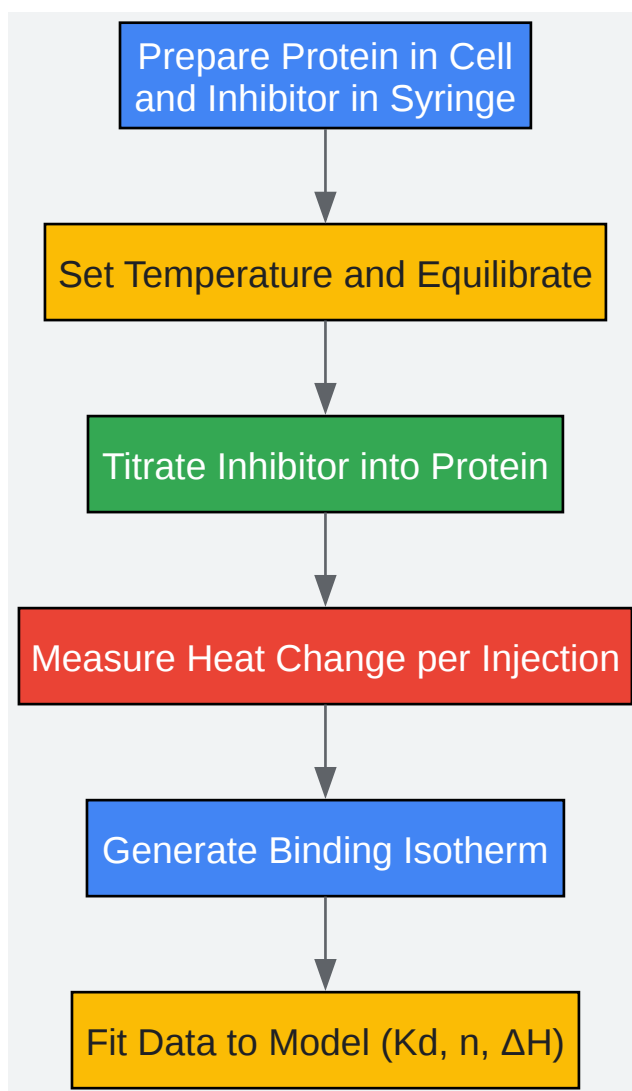 Prepare Protein in Cell
and Inhibitor in Syringe
Set Temperature and Equilibrate
Titrate Inhibitor into Protein
Measure Heat Change per Injection
Generate Binding Isotherm
Fit Data to Model (Kd, n, ΔH)